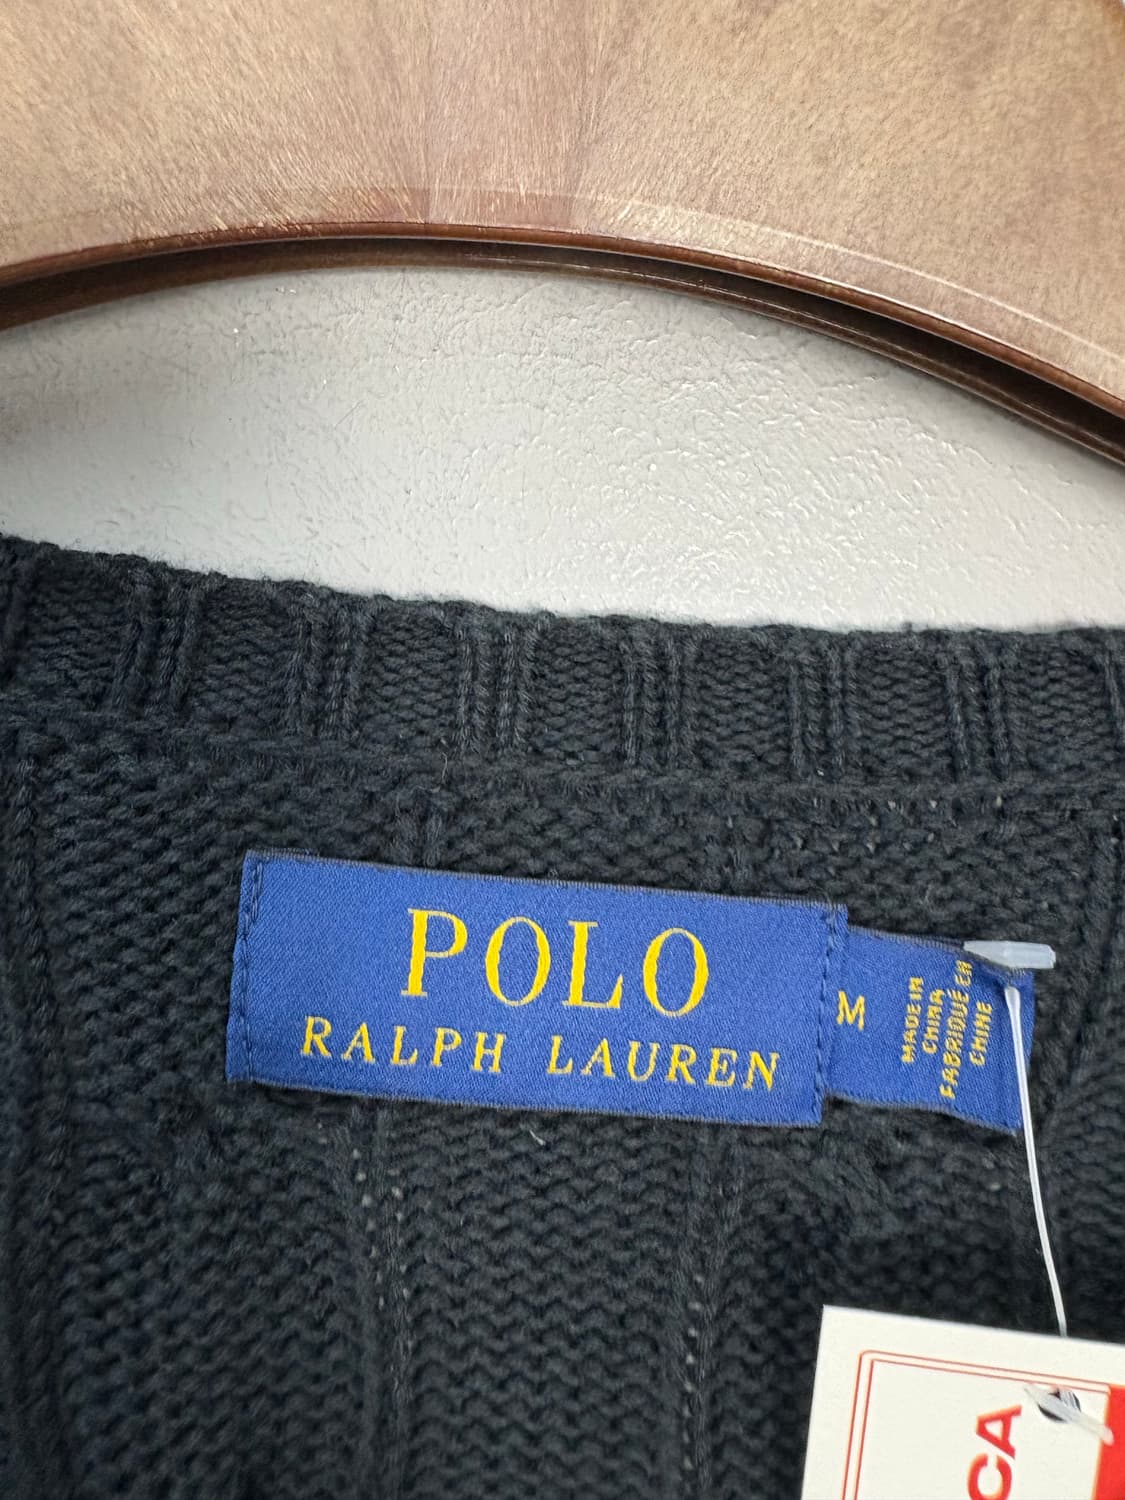 POLO
RALPH LAUREN
M
MADE IN
CHINA
FABRIQUÉ EN
CHINE